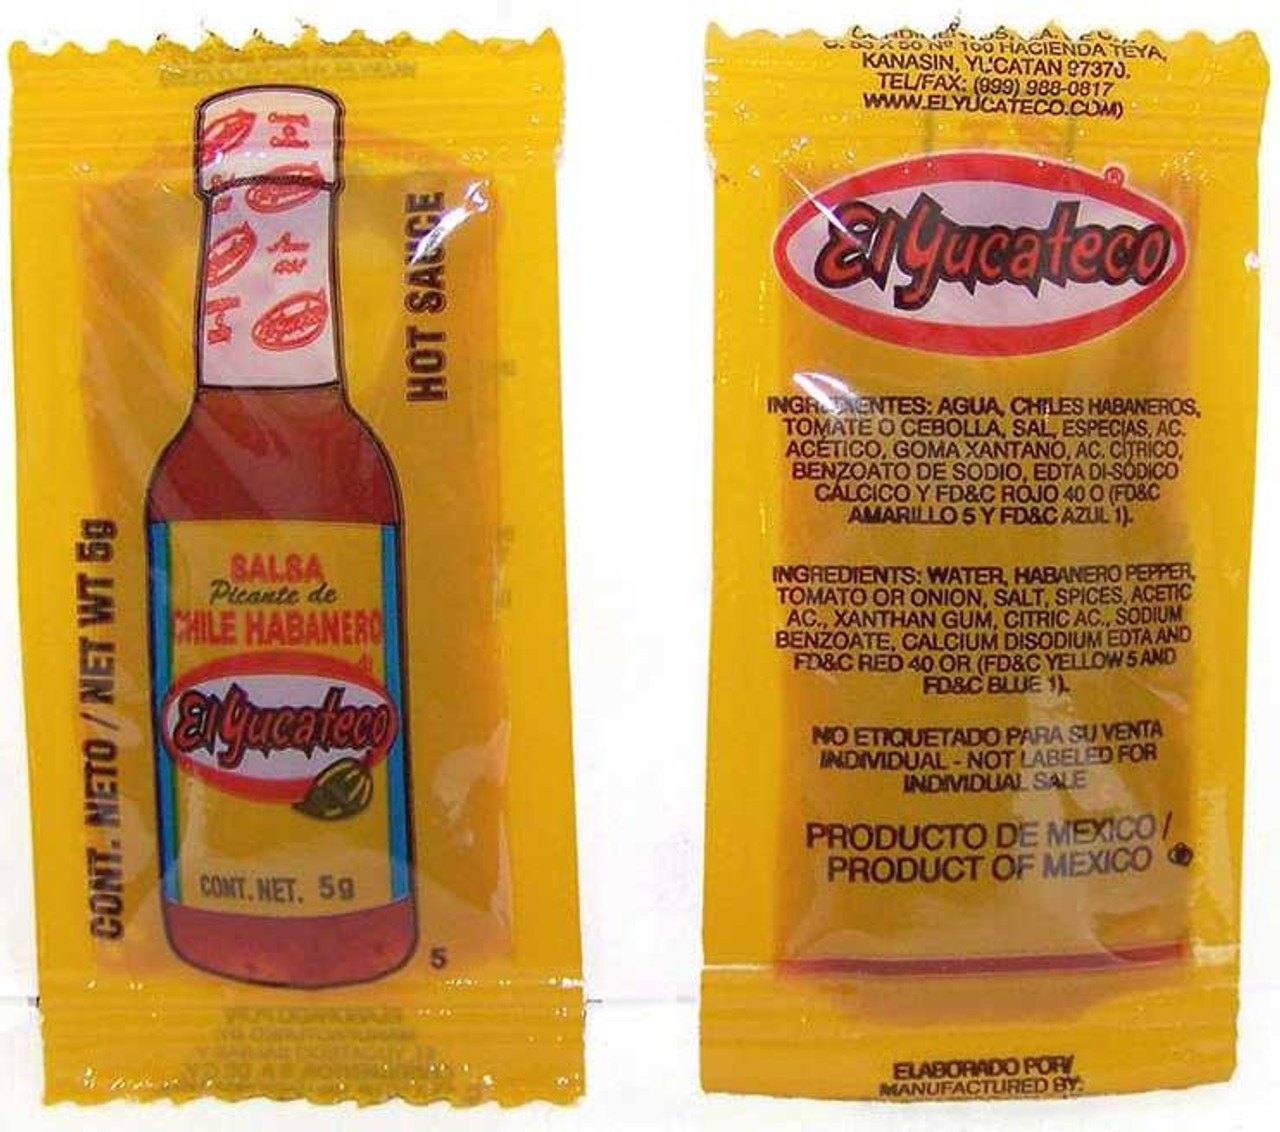 HOT SAUCE
CONT. NETO / NET WT 5g
SALSA
Picante de
CHILE HABANERO
El Yucateco
CONT. NET. 5g
5
C. 53 X 50 Nº 100 HACIENDA TEYA,
KANASIN, YUCATAN 97370.
TEL/FAX: (999) 988-0817
WWW.ELYUCATECO.COM)
El Yucateco®
INGREDIENTES: AGUA, CHILES HABANEROS,
TOMATE O CEBOLLA, SAL, ESPECIAS, AC.
ACÉTICO, GOMA XANTANO, AC. CÍTRICO,
BENZOATO DE SODIO, EDTA DI-SÓDICO
CÁLCICO Y FD&C ROJO 40 O (FD&C
AMARILLO 5 Y FD&C AZUL 1).
INGREDIENTS: WATER, HABANERO PEPPER,
TOMATO OR ONION, SALT, SPICES, ACETIC
AC., XANTHAN GUM, CITRIC AC., SODIUM
BENZOATE, CALCIUM DISODIUM EDTA AND
FD&C RED 40 OR (FD&C YELLOW 5 AND
FD&C BLUE 1).
NO ETIQUETADO PARA SU VENTA
INDIVIDUAL - NOT LABELED FOR
INDIVIDUAL SALE
PRODUCTO DE MEXICO /
PRODUCT OF MEXICO
ELABORADO POR/
MANUFACTURED BY: